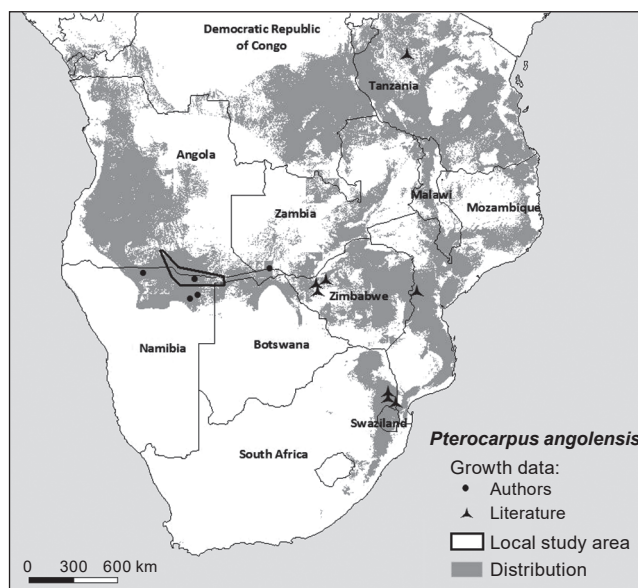 Democratic Republic
of Congo
Tanzania
Angola
Malawi
Zambia
Mozambique
Zimbabwe
Namibia
Botswana
Swaziland
South Africa
Pterocarpus angolensis
Growth data:
Authors
Literature
Local study area
Distribution
0 300 600 km